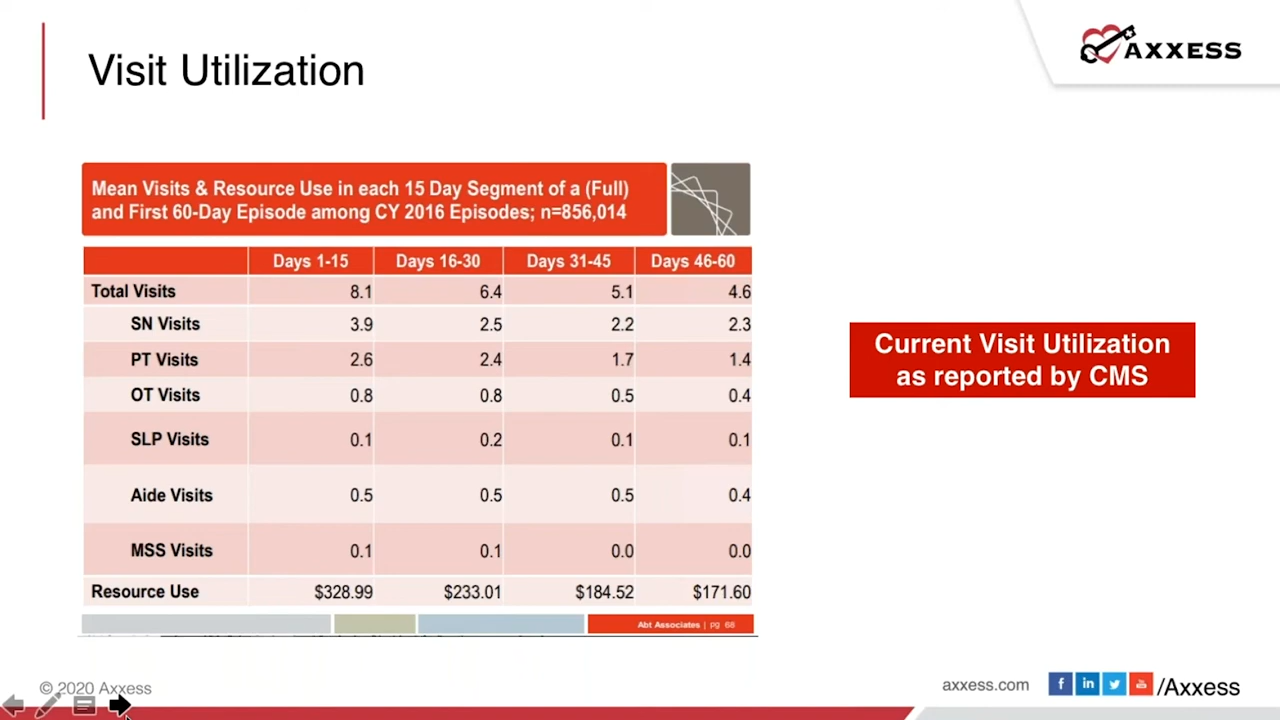 Visit Utilization
AXXESS
Mean Visits & Resource Use in each 15 Day Segment of a (Full)
and First 60-Day Episode among CY 2016 Episodes; n=856,014
Days 1-15 Days 16-30 Days 31-45 Days 46-60
Total Visits 8.1 6.4 5.1 4.6
SN Visits 3.9 2.5 2.2 2.3
PT Visits 2.6 2.4 1.7 1.4
OT Visits 0.8 0.8 0.5 0.4
SLP Visits 0.1 0.2 0.1 0.1
Aide Visits 0.5 0.5 0.5 0.4
MSS Visits 0.1 0.1 0.0 0.0
Resource Use $328.99 $233.01 $184.52 $171.60
Abt Associates | pg 68
Current Visit Utilization
as reported by CMS
© 2020 Axxess
axxess.com
f in /Axxess